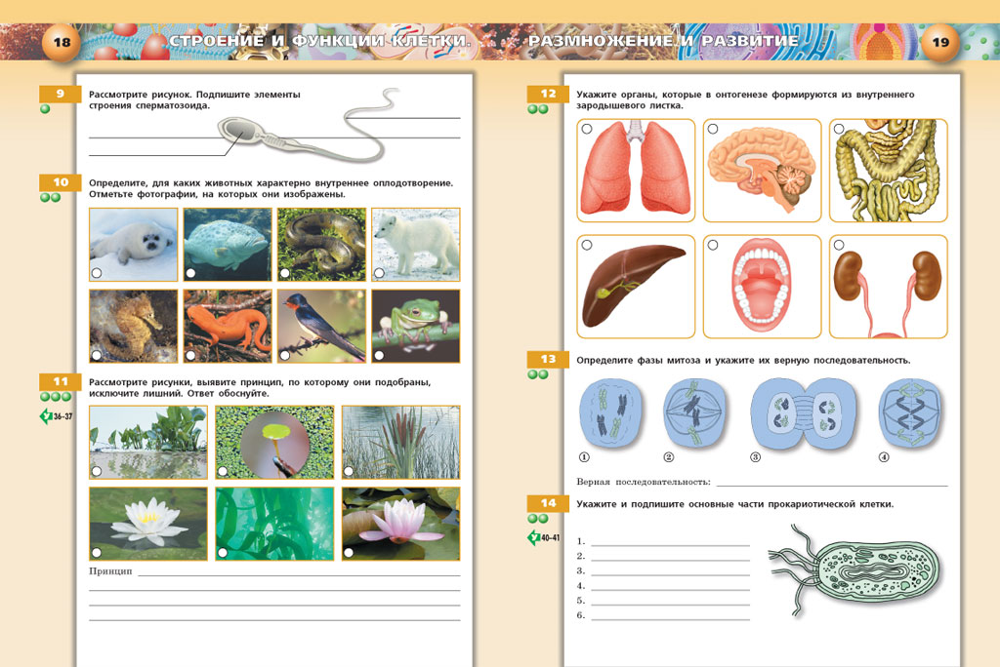 18
СТРОЕНИЕ И ФУНКЦИИ КЛЕТКИ.
9
Рассмотрите рисунок. Подпишите элементы
строения сперматозоида.
10
Определите, для каких животных характерно внутреннее оплодотворение.
Отметьте фотографии, на которых они изображены.
11
36-37
Рассмотрите рисунки, выявите принцип, по которому они подобраны,
исключите лишний. Ответ обоснуйте.
Принцип
РАЗМНОЖЕНИЕ И РАЗВИТИЕ
19
12
Укажите органы, которые в онтогенезе формируются из внутреннего
зародышевого листка.
13
Определите фазы митоза и укажите их верную последовательность.
1 2 3 4
Верная последовательность:
14
У 40-41
Укажите и подпишите основные части прокариотической клетки.
1.
2.
3.
4.
5.
6.